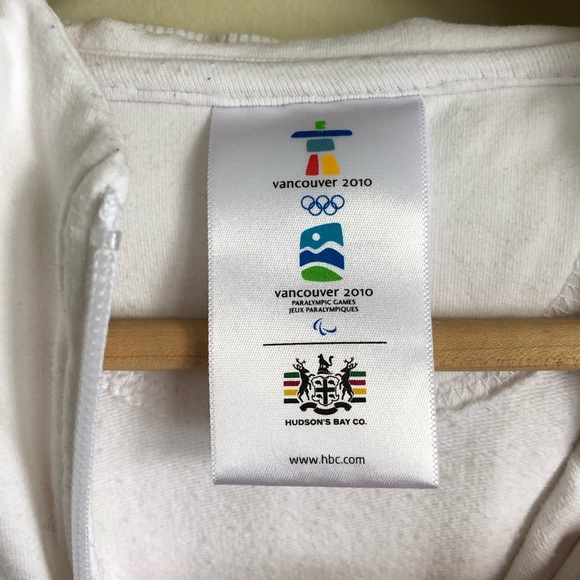 vancouver 2010
vancouver 2010
PARALYMPIC GAMES
JEUX PARALYMPIQUES
HUDSON'S BAY CO.
www.hbc.com